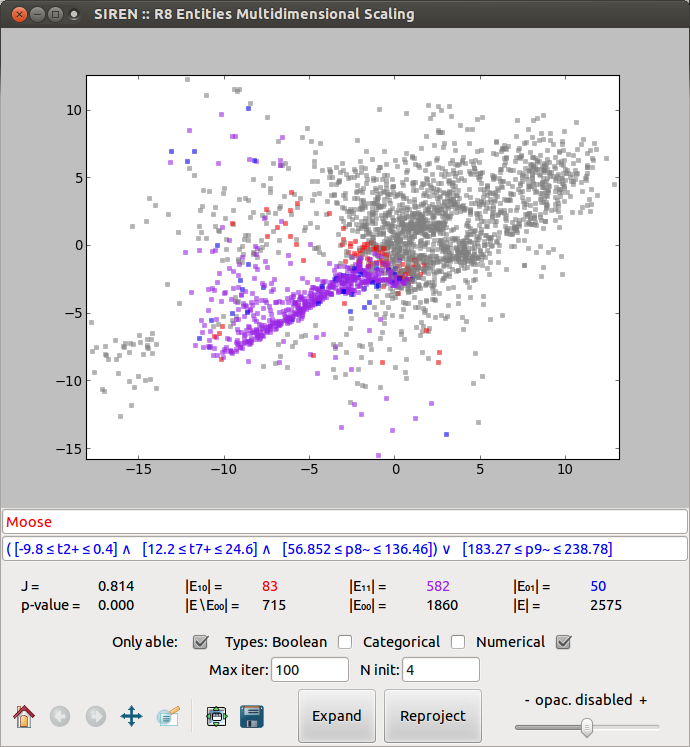 SIREN :: R8 Entities Multidimensional Scaling
10
5
0
−5
−10
−15
−15 −10 −5 0 5 10
Moose
( [-9.8 ≤ t2+ ≤ 0.4] ∧ [12.2 ≤ t7+ ≤ 24.6] ∧ [56.852 ≤ p8~ ≤ 136.46]) ∨ [183.27 ≤ p9~ ≤ 238.78]
J = 0.814 |E₁₀| = 83 |E₁₁| = 582 |E₀₁| = 50
p-value = 0.000 |E∖E₀₀| = 715 |E₀₀| = 1860 |E| = 2575
Only able: Types: Boolean Categorical Numerical
Max iter: 100 N init: 4
Expand Reproject - opac. disabled +